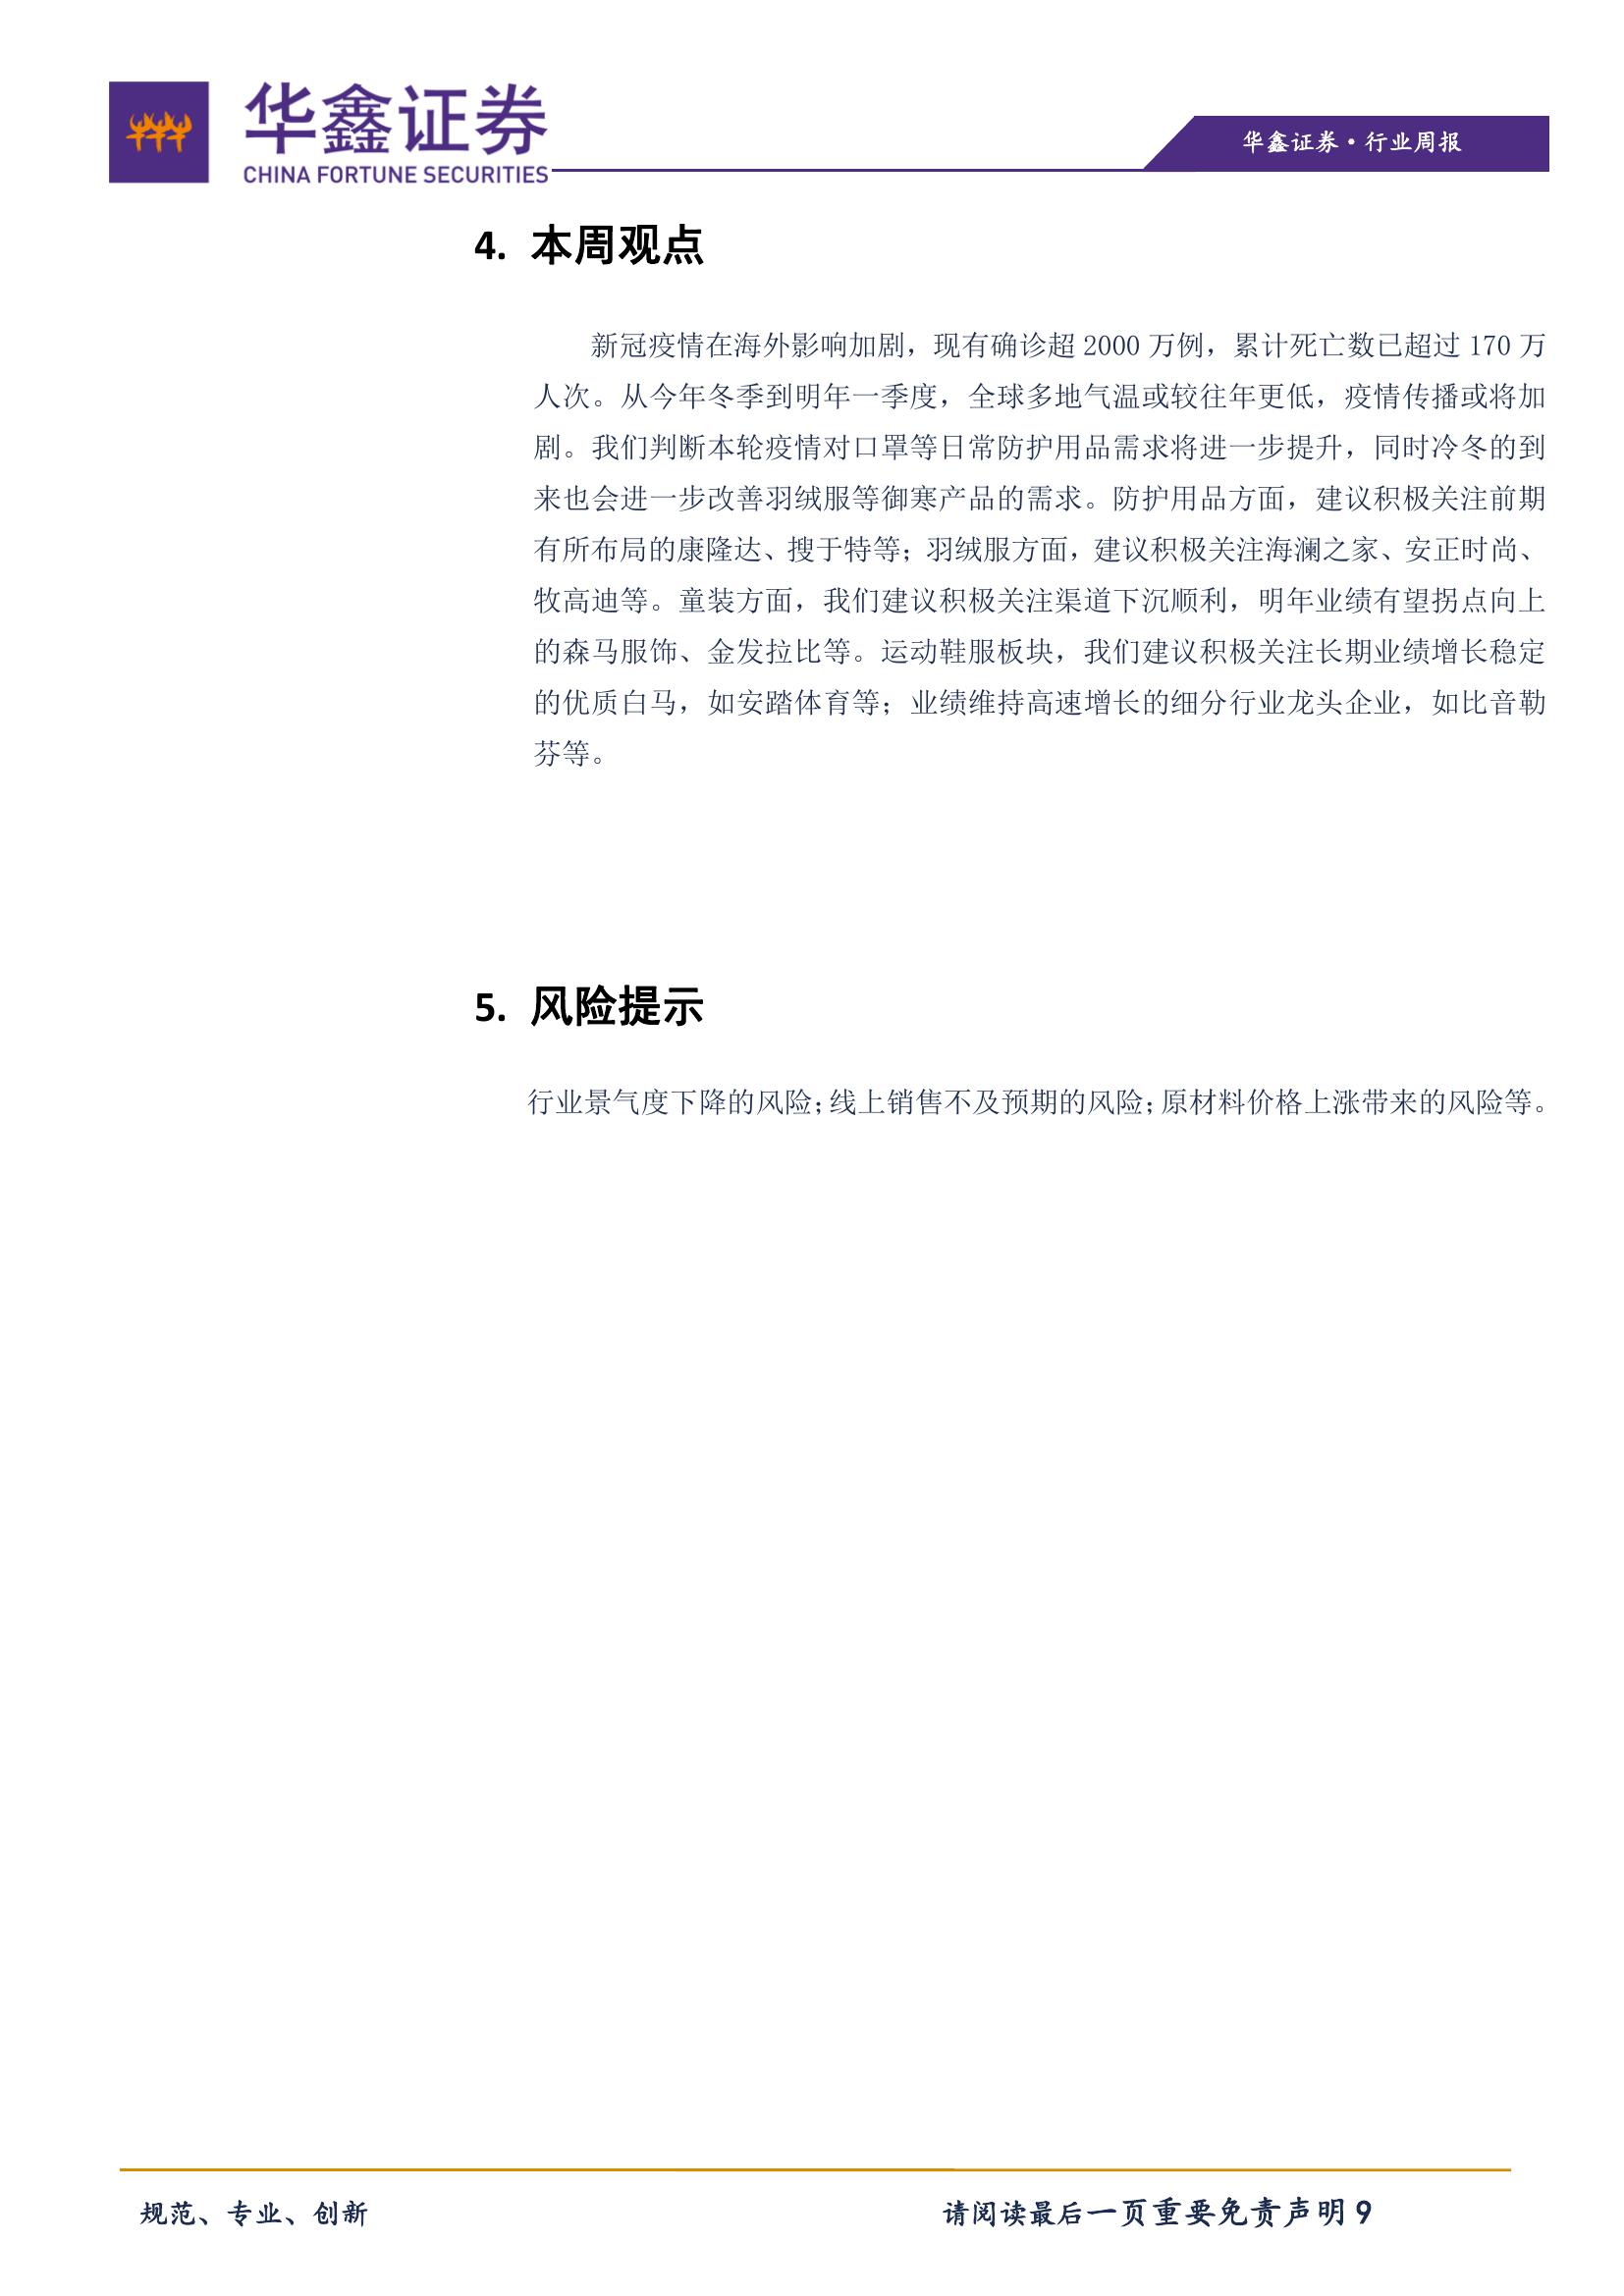 华鑫证券
CHINA FORTUNE SECURITIES
华鑫证券·行业周报
4. 本周观点
新冠疫情在海外影响加剧，现有确诊超 2000 万例，累计死亡数已超过 170 万
人次。从今年冬季到明年一季度，全球多地气温或较往年更低，疫情传播或将加
剧。我们判断本轮疫情对口罩等日常防护用品需求将进一步提升，同时冷冬的到
来也会进一步改善羽绒服等御寒产品的需求。防护用品方面，建议积极关注前期
有所布局的康隆达、搜于特等；羽绒服方面，建议积极关注海澜之家、安正时尚、
牧高迪等。童装方面，我们建议积极关注渠道下沉顺利，明年业绩有望拐点向上
的森马服饰、金发拉比等。运动鞋服板块，我们建议积极关注长期业绩增长稳定
的优质白马，如安踏体育等；业绩维持高速增长的细分行业龙头企业，如比音勒
芬等。
5. 风险提示
行业景气度下降的风险；线上销售不及预期的风险；原材料价格上涨带来的风险等。
规范、专业、创新
请阅读最后一页重要免责声明 9